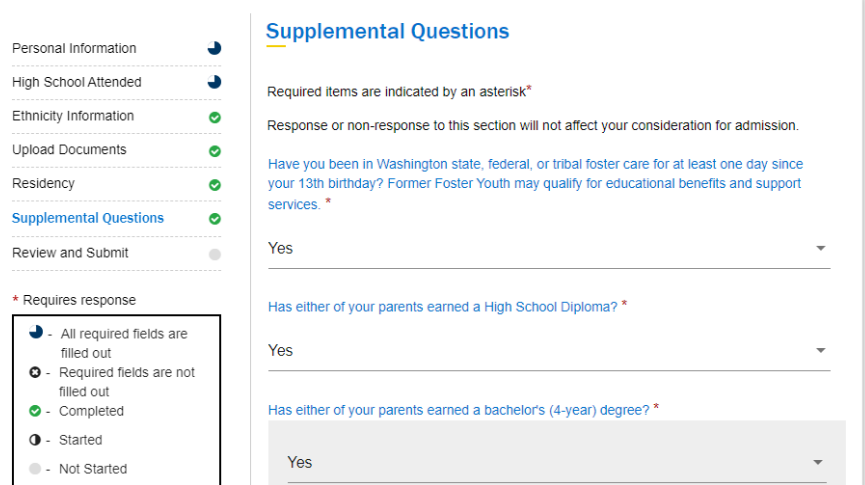 Personal Information
High School Attended
Ethnicity Information
Upload Documents
Residency
Supplemental Questions
Review and Submit
* Requires response
- All required fields are
filled out
- Required fields are not
filled out
- Completed
- Started
- Not Started
Supplemental Questions
Required items are indicated by an asterisk*
Response or non-response to this section will not affect your consideration for admission.
Have you been in Washington state, federal, or tribal foster care for at least one day since
your 13th birthday? Former Foster Youth may qualify for educational benefits and support
services. *
Yes
Has either of your parents earned a High School Diploma? *
Yes
Has either of your parents earned a bachelor's (4-year) degree? *
Yes